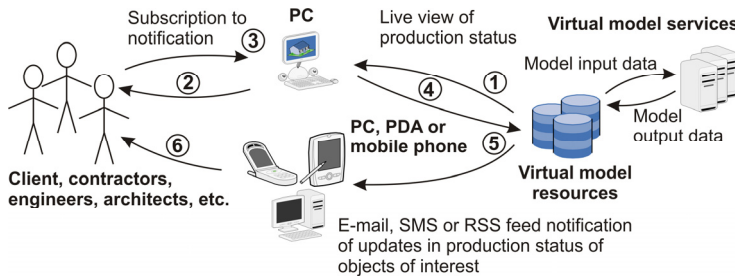 Subscription to
notification
PC
Live view of
production status
Virtual model services
Model input data
Model
output data
3
2
1
4
5
6
PC, PDA or
mobile phone
Client, contractors,
engineers, architects, etc.
Virtual model
resources
E-mail, SMS or RSS feed notification
of updates in production status of
objects of interest